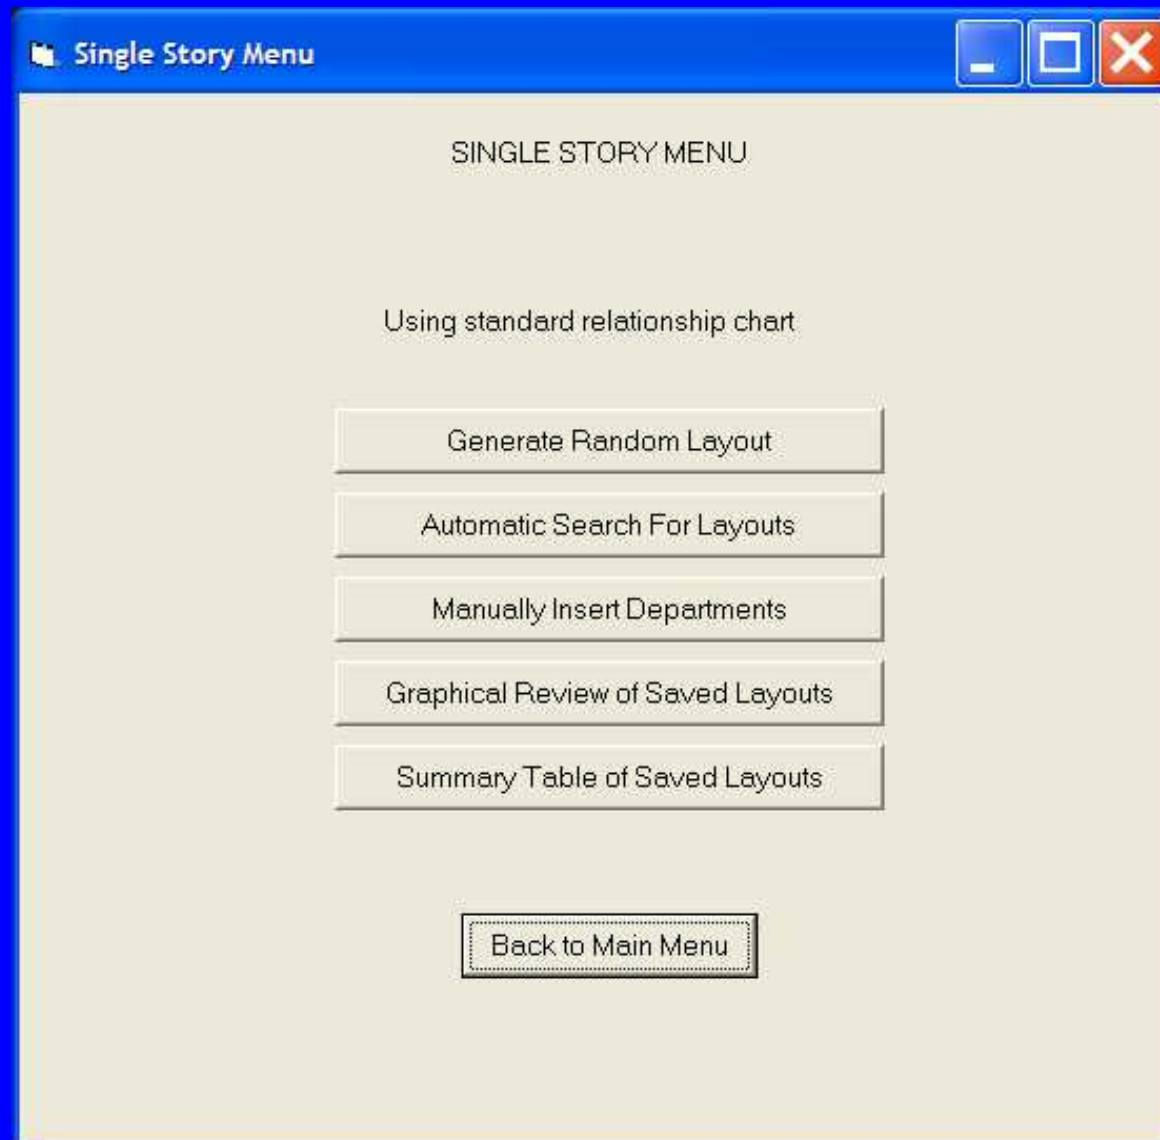 Single Story Menu
SINGLE STORY MENU
Using standard relationship chart
Generate Random Layout
Automatic Search For Layouts
Manually Insert Departments
Graphical Review of Saved Layouts
Summary Table of Saved Layouts
Back to Main Menu